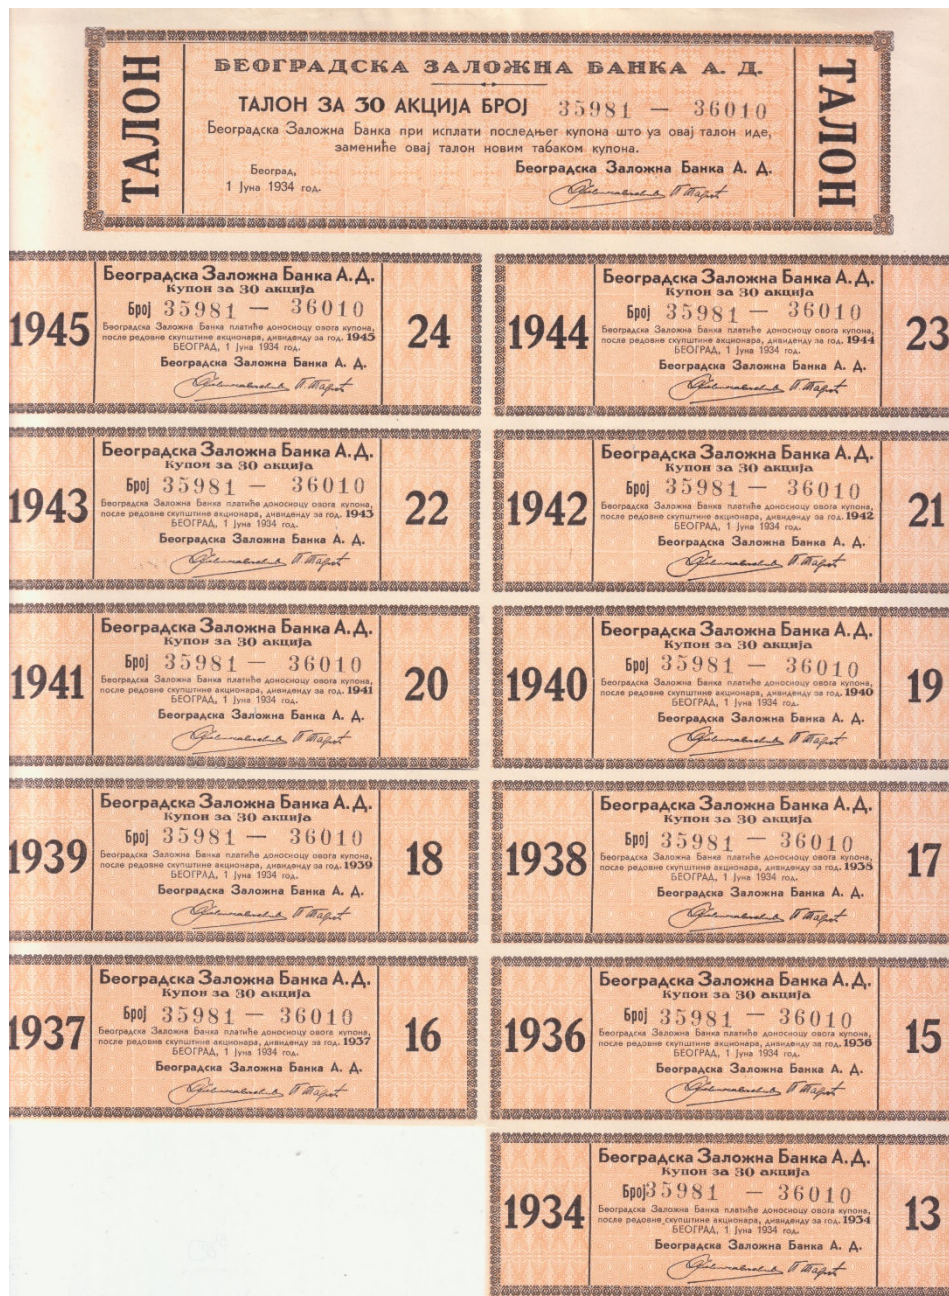 ТАЛОН
БЕОГРАДСКА ЗАЛОЖНА БАНКА А. Д.
ТАЛОН ЗА 30 АКЦИЈА БРОЈ 35981 — 36010
Београдска Заложна Банка при исплати последњег купона што уз овај талон иде,
замениће овај талон новим табаком купона.
Београд,
1 Јуна 1934 год.
Београдска Заложна Банка А. Д.
ТАЛОН
1945
Београдска Заложна Банка А. Д.
Купон за 30 акција
Број 35981 — 36010
Београдска Заложна Банка платиће доносиоцу овога купона,
после редовне скупштине акционара, дивиденду за год. 1945
БЕОГРАД, 1 Јуна 1934 год.
Београдска Заложна Банка А. Д.
24
1944
Београдска Заложна Банка А. Д.
Купон за 30 акција
Број 35981 — 36010
Београдска Заложна Банка платиће доносиоцу овога купона,
после редовне скупштине акционара, дивиденду за год. 1944
БЕОГРАД, 1 Јуна 1934 год.
Београдска Заложна Банка А. Д.
23
1943
Београдска Заложна Банка А. Д.
Купон за 30 акција
Број 35981 — 36010
Београдска Заложна Банка платиће доносиоцу овога купона,
после редовне скупштине акционара, дивиденду за год. 1943
БЕОГРАД, 1 Јуна 1934 год.
Београдска Заложна Банка А. Д.
22
1942
Београдска Заложна Банка А. Д.
Купон за 30 акција
Број 35981 — 36010
Београдска Заложна Банка платиће доносиоцу овога купона,
после редовне скупштине акционара, дивиденду за год. 1942
БЕОГРАД, 1 Јуна 1934 год.
Београдска Заложна Банка А. Д.
21
1941
Београдска Заложна Банка А. Д.
Купон за 30 акција
Број 35981 — 36010
Београдска Заложна Банка платиће доносиоцу овога купона,
после редовне скупштине акционара, дивиденду за год. 1941
БЕОГРАД, 1 Јуна 1934 год.
Београдска Заложна Банка А. Д.
20
1940
Београдска Заложна Банка А. Д.
Купон за 30 акција
Број 35981 — 36010
Београдска Заложна Банка платиће доносиоцу овога купона,
после редовне скупштине акционара, дивиденду за год. 1940
БЕОГРАД, 1 Јуна 1934 год.
Београдска Заложна Банка А. Д.
19
1939
Београдска Заложна Банка А. Д.
Купон за 30 акција
Број 35981 — 36010
Београдска Заложна Банка платиће доносиоцу овога купона,
после редовне скупштине акционара, дивиденду за год. 1939
БЕОГРАД, 1 Јуна 1934 год.
Београдска Заложна Банка А. Д.
18
1938
Београдска Заложна Банка А. Д.
Купон за 30 акција
Број 35981 — 36010
Београдска Заложна Банка платиће доносиоцу овога купона,
после редовне скупштине акционара, дивиденду за год. 1938
БЕОГРАД, 1 Јуна 1934 год.
Београдска Заложна Банка А. Д.
17
1937
Београдска Заложна Банка А. Д.
Купон за 30 акција
Број 35981 — 36010
Београдска Заложна Банка платиће доносиоцу овога купона,
после редовне скупштине акционара, дивиденду за год. 1937
БЕОГРАД, 1 Јуна 1934 год.
Београдска Заложна Банка А. Д.
16
1936
Београдска Заложна Банка А. Д.
Купон за 30 акција
Број 35981 — 36010
Београдска Заложна Банка платиће доносиоцу овога купона,
после редовне скупштине акционара, дивиденду за год. 1936
БЕОГРАД, 1 Јуна 1934 год.
Београдска Заложна Банка А. Д.
15
1934
Београдска Заложна Банка А. Д.
Купон за 30 акција
Број 35981 — 36010
Београдска Заложна Банка платиће доносиоцу овога купона,
после редовне скупштине акционара, дивиденду за год. 1934
БЕОГРАД, 1 Јуна 1934 год.
Београдска Заложна Банка А. Д.
13